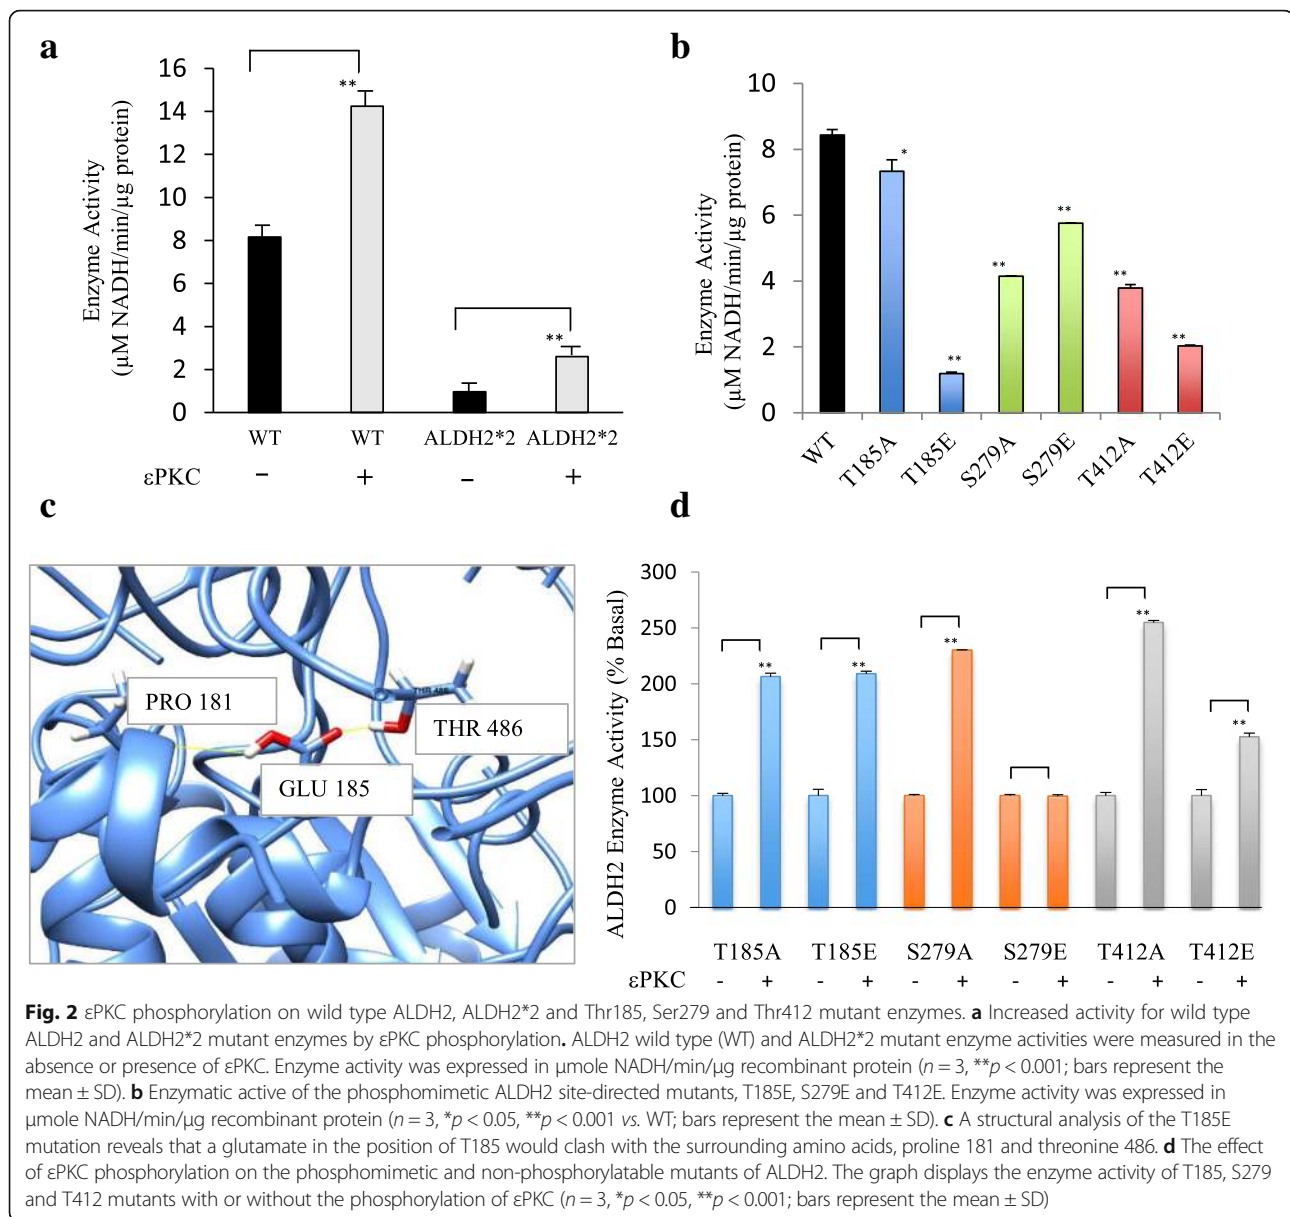 a
16
14
12
10
8
6
4
2
0
Enzyme Activity
(µM NADH/min/µg protein)
**
**
WT
WT
ALDH2*2
ALDH2*2
εPKC
–
+
–
+
b
10
8
6
4
2
0
Enzyme Activity
(µM NADH/min/µg protein)
*
**
**
**
**
**
WT
T185A
T185E
S279A
S279E
T412A
T412E
c
PRO 181
THR 486
THR 486
GLU 185
d
300
250
200
150
100
50
0
ALDH2 Enzyme Activity (% Basal)
**
**
**
**
**
T185A
T185E
S279A
S279E
T412A
T412E
εPKC
-
+
-
+
-
+
-
+
-
+
-
+
Fig. 2 εPKC phosphorylation on wild type ALDH2, ALDH2*2 and Thr185, Ser279 and Thr412 mutant enzymes. a Increased activity for wild type
ALDH2 and ALDH2*2 mutant enzymes by εPKC phosphorylation. ALDH2 wild type (WT) and ALDH2*2 mutant enzyme activities were measured in the
absence or presence of εPKC. Enzyme activity was expressed in µmole NADH/min/µg recombinant protein (n = 3, **p < 0.001; bars represent the
mean ± SD). b Enzymatic active of the phosphomimetic ALDH2 site-directed mutants, T185E, S279E and T412E. Enzyme activity was expressed in
µmole NADH/min/µg recombinant protein (n = 3, *p < 0.05, **p < 0.001 vs. WT; bars represent the mean ± SD). c A structural analysis of the T185E
mutation reveals that a glutamate in the position of T185 would clash with the surrounding amino acids, proline 181 and threonine 486. d The effect
of εPKC phosphorylation on the phosphomimetic and non-phosphorylatable mutants of ALDH2. The graph displays the enzyme activity of T185, S279
and T412 mutants with or without the phosphorylation of εPKC (n = 3, *p < 0.05, **p < 0.001; bars represent the mean ± SD)